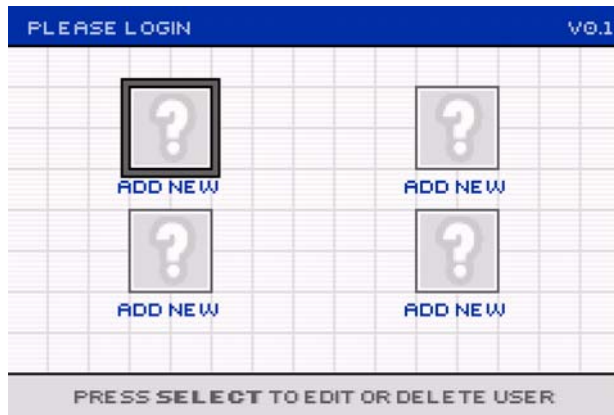 PLEASE LOGIN V0.1
ADD NEW ADD NEW
ADD NEW ADD NEW
PRESS SELECT TO EDIT OR DELETE USER